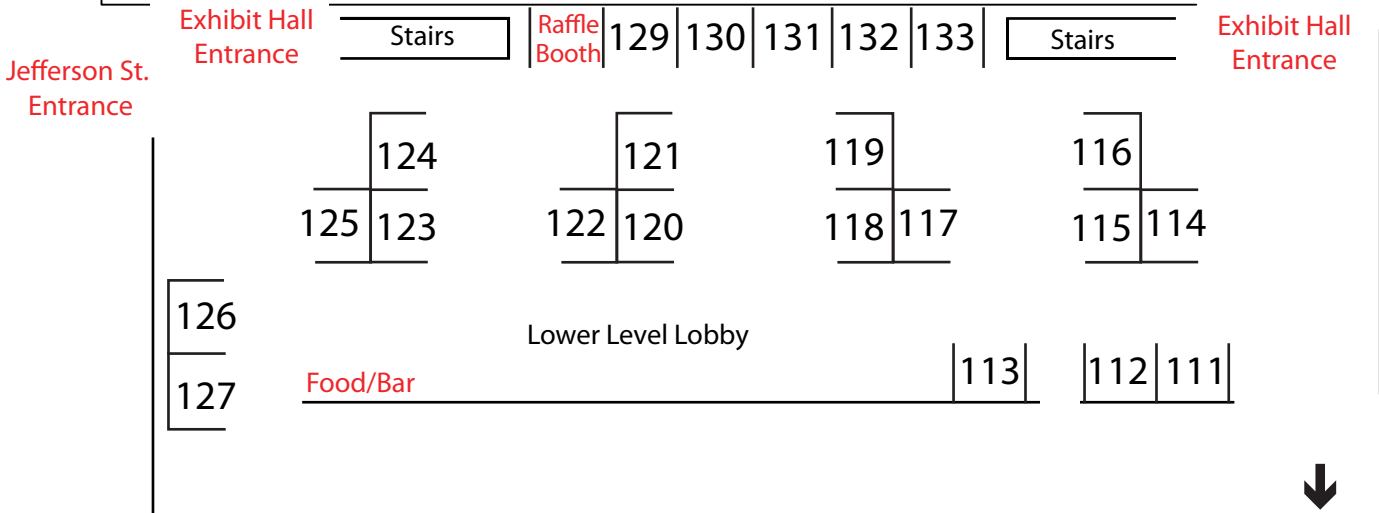 Exhibit Hall
Entrance
Stairs
Raffle
Booth
129 130 131 132 133
Stairs
Exhibit Hall
Entrance
Jefferson St.
Entrance
124 121 119 116
125 123 122 120 118 117 115 114
126
Lower Level Lobby
113 112 111
Food/Bar
127